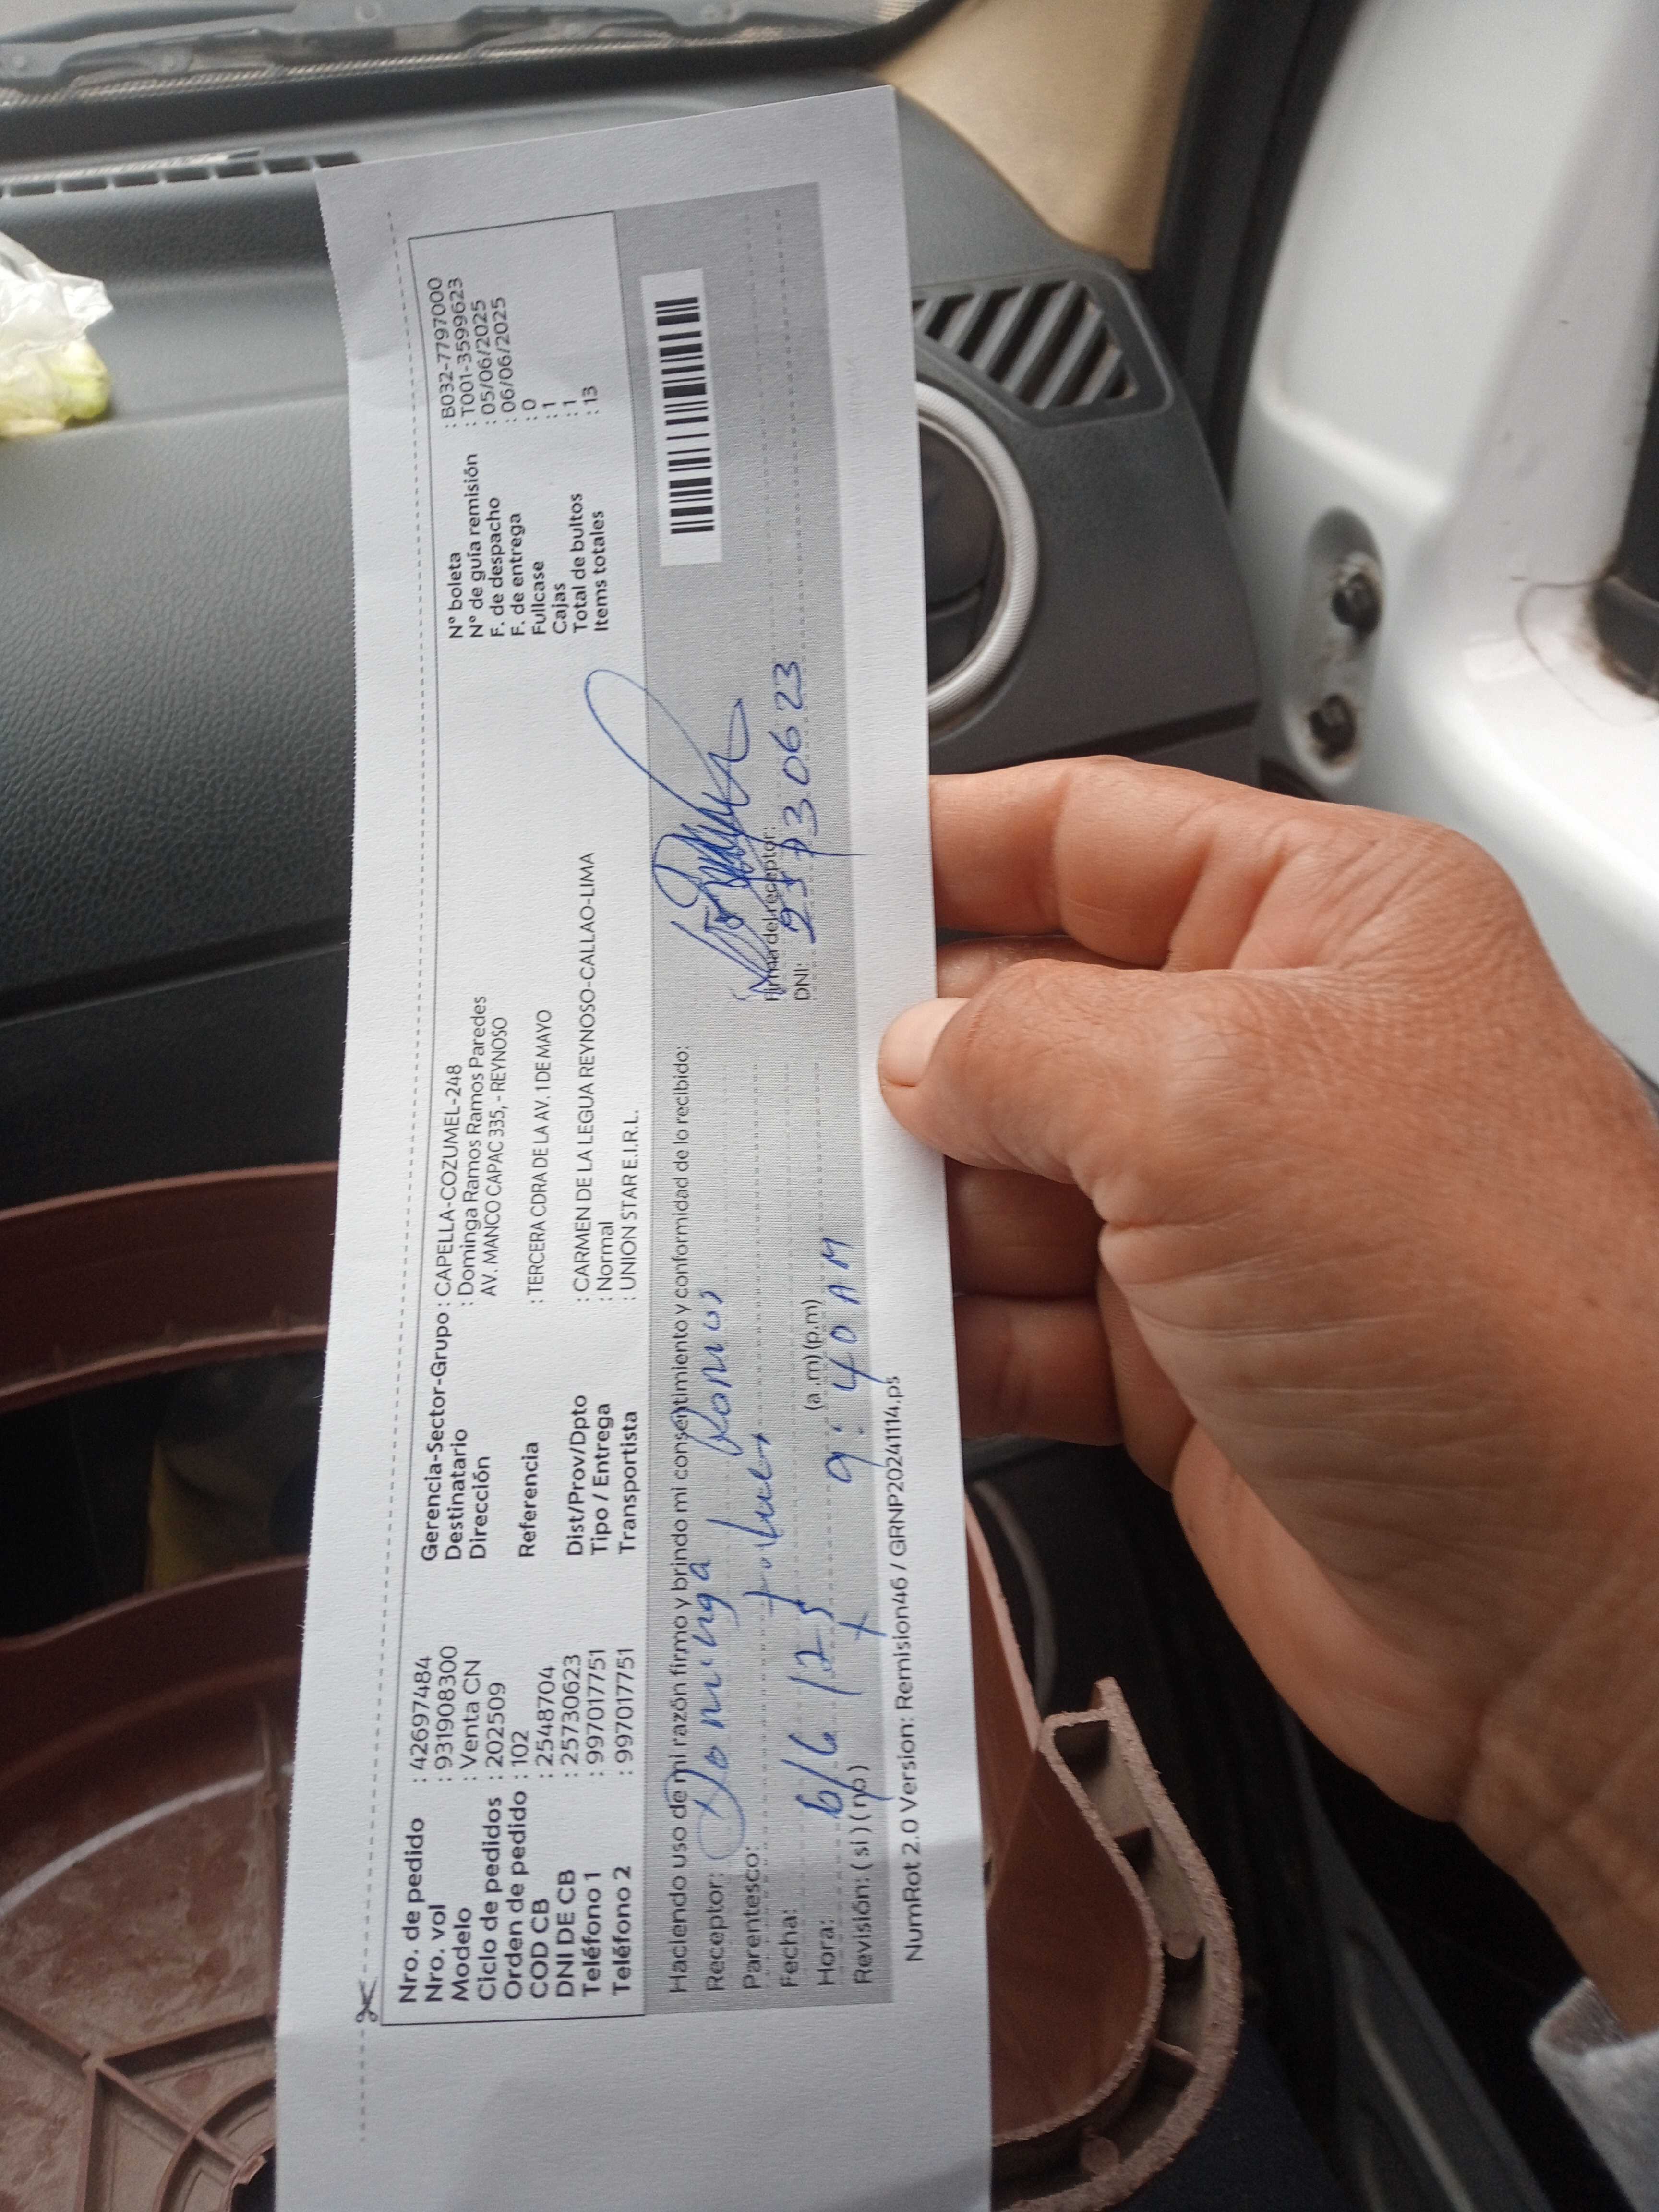 Nro. de pedido : 42697484
Nro. vol : 931908300
Modelo : Venta CN
Ciclo de pedidos : 202509
Orden de pedido : 102
COD CB : 2548704
DNI DE CB : 25730623
Teléfono 1 : 997017751
Teléfono 2 : 997017751
Gerencia-Sector-Grupo : CAPELLA-COZUMEL-248
Destinatario : Dominga Ramos Ramos Paredes
Dirección AV. MANCO CAPAC 335, - REYNOSO
Referencia : TERCERA CDRA DE LA AV. 1 DE MAYO
Dist/Prov/Dpto : CARMEN DE LA LEGUA REYNOSO-CALLAO-LIMA
Tipo / Entrega : Normal
Transportista : UNION STAR E.I.R.L.
N° boleta : B032-7797000
N° de guía remisión : T001-3599623
F. de despacho : 05/06/2025
F. de entrega : 06/06/2025
Fullcase : 0
Cajas : 1
Total de bultos : 1
Items totales : 13
Haciendo uso de mi razón firmo y brindo mi consentimiento y conformidad de lo recibido:
Receptor: Dominga Ramos
Parentesco:
Fecha: 6/6/25
Hora: (a.m) (p.m) 9:40 AM
Revisión: ( si ) ( no )
Firma del receptor:
DNI: 25730623
NumRot 2.0 Version: Remision46 / GRNP20241114.ps